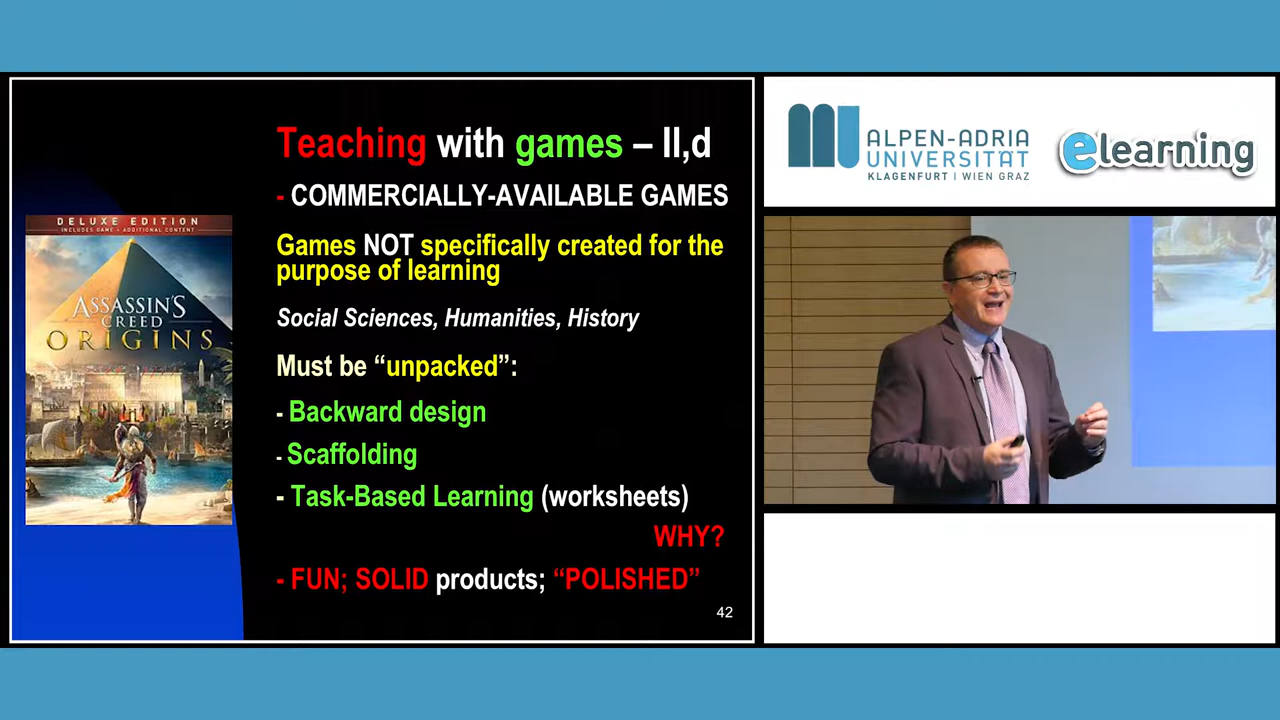 Teaching with games – II,d
- COMMERCIALLY-AVAILABLE GAMES
Games NOT specifically created for the
purpose of learning
Social Sciences, Humanities, History
Must be “unpacked”:
- Backward design
- Scaffolding
- Task-Based Learning (worksheets)
WHY?
- FUN; SOLID products; “POLISHED”
42
DELUXE EDITION
INCLUDES GAME + ADDITIONAL CONTENT
ASSASSIN'S
CREED
ORIGINS
ALPEN-ADRIA
UNIVERSITÄT
KLAGENFURT | WIEN GRAZ
elearning